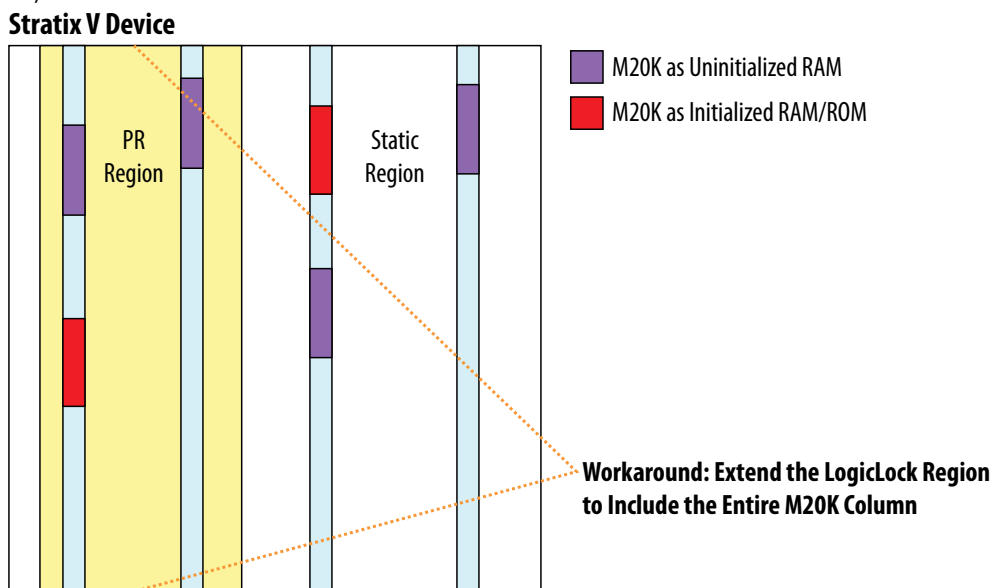 Stratix V Device
M20K as Uninitialized RAM
M20K as Initialized RAM/ROM
PR
Region
Static
Region
Workaround: Extend the LogicLock Region
to Include the Entire M20K Column